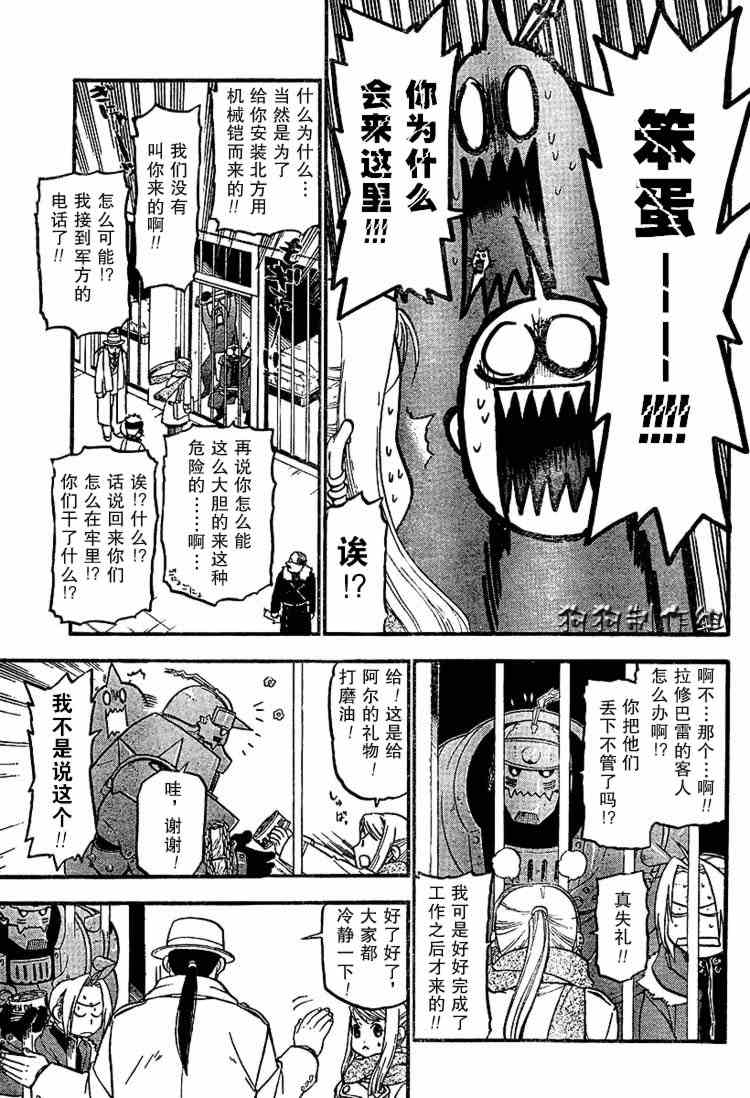 笨蛋————!!!!
你为什么
会来这里!!!
诶!?
什么为什么…
当然是为了
给你安装北方用
机械铠而来的!!
我们没有
叫你来的啊!!
怎么可能!?
我接到军方的
电话了!!
再说你怎么能
这么大胆的来这种
危险的………啊…
诶!?什么!?
话说回来你们
怎么在牢里!?
你们干了什么!?
狗狗制作组
啊不…那个…啊!!
拉修巴雷的客人
怎么办啊!?
你把他们
丢下不管了吗!?
真失礼!
我可是好好完成了
工作之后才来的!!
给!这是给
阿尔的礼物!
打磨油!
哇,谢谢!
我不是说这个!!
好了好了,
大家都
冷静一下!